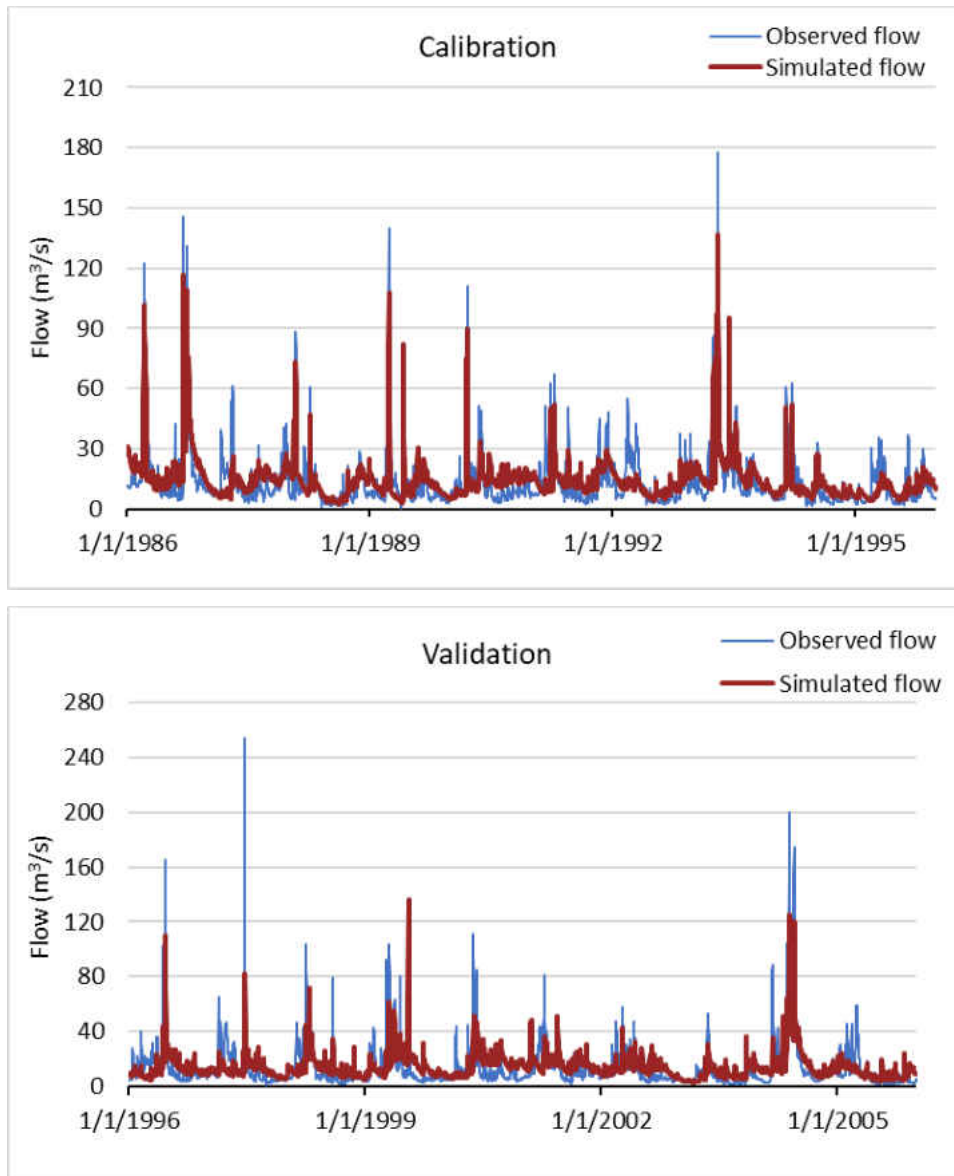 Calibration
Observed flow
Simulated flow
Flow (m³/s)
210
180
150
120
90
60
30
0
1/1/1986 1/1/1989 1/1/1992 1/1/1995
Validation
Observed flow
Simulated flow
Flow (m³/s)
280
240
200
160
120
80
40
0
1/1/1996 1/1/1999 1/1/2002 1/1/2005